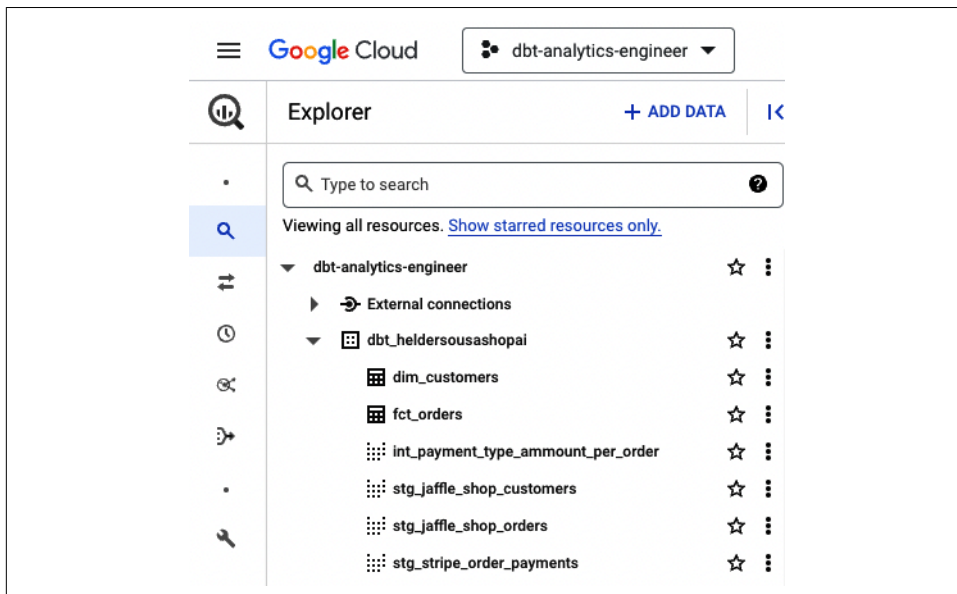 Google Cloud dbt-analytics-engineer
Explorer + ADD DATA
Type to search
Viewing all resources. Show starred resources only.
dbt-analytics-engineer
External connections
dbt_heldersousashopai
dim_customers
fct_orders
int_payment_type_ammount_per_order
stg_jaffle_shop_customers
stg_jaffle_shop_orders
stg_stripe_order_payments